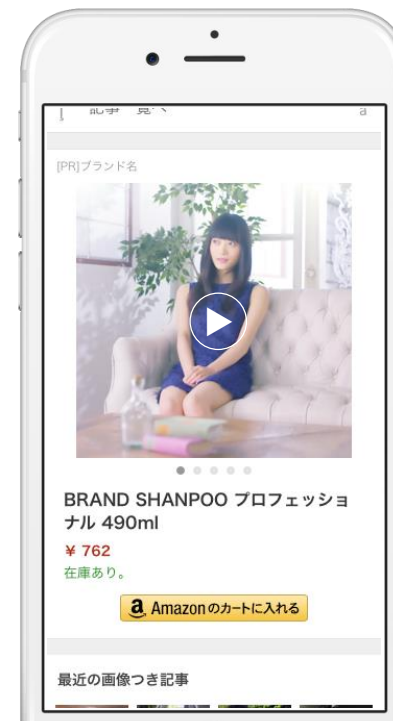 [PR]ブランド名
BRAND SHANPOO プロフェッショ
ナル 490ml
¥ 762
在庫あり。
a Amazonのカートに入れる
最近の画像つき記事